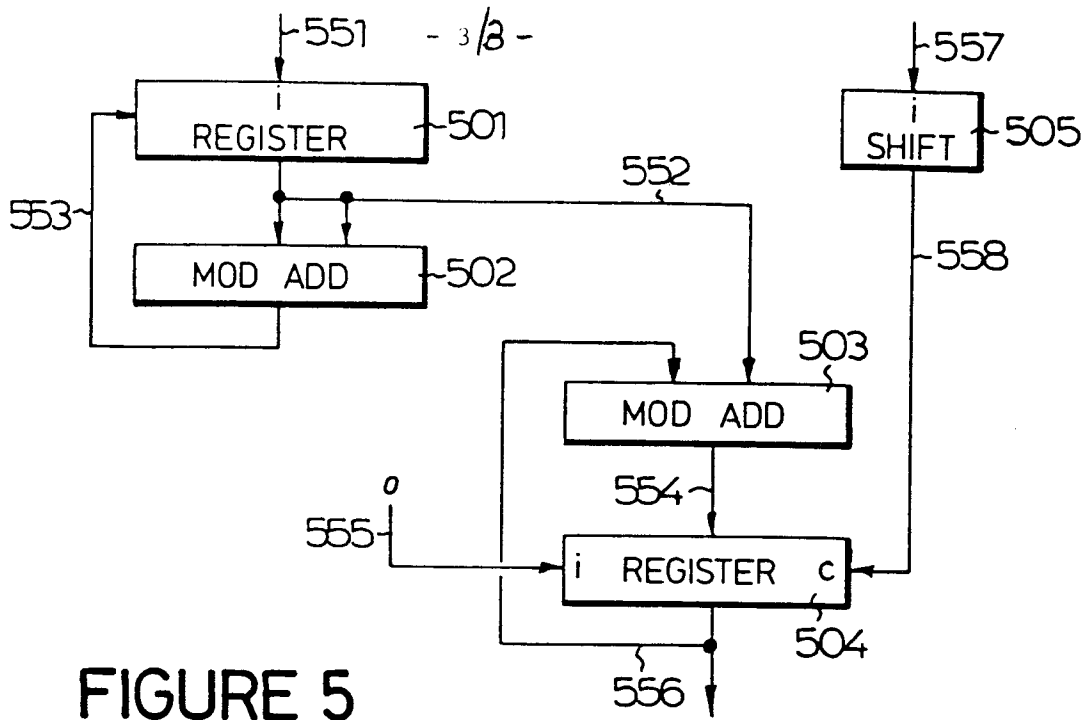 551
- 3/8 -
557
i
REGISTER
501
i
SHIFT
505
552
553
558
MOD ADD
502
503
MOD ADD
0
554
555
i REGISTER c
504
556
FIGURE 5